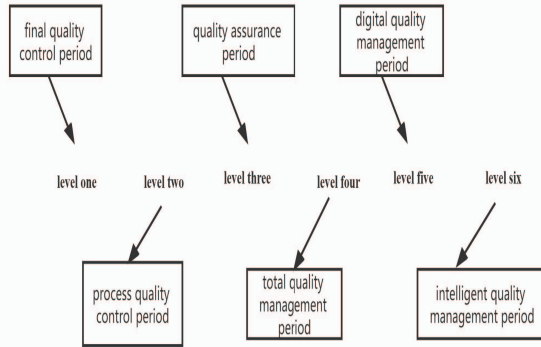 final quality
control period
quality assurance
period
digital quality
management
period
level one
level two
level three
level four
level five
level six
process quality
control period
total quality
management
period
intelligent quality
management period